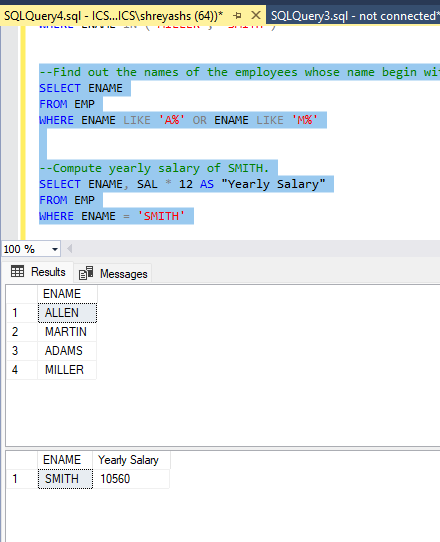 SQLQuery4.sql - ICS...ICS\shreyashs (64))* SQLQuery3.sql - not connected*
WHERE ENAME IN ('MILLER', 'SMITH')
--Find out the names of the employees whose name begin wi
SELECT ENAME
FROM EMP
WHERE ENAME LIKE 'A%' OR ENAME LIKE 'M%'
--Compute yearly salary of SMITH.
SELECT ENAME, SAL * 12 AS "Yearly Salary"
FROM EMP
WHERE ENAME = 'SMITH'
100 %
Results Messages
ENAME
1 ALLEN
2 MARTIN
3 ADAMS
4 MILLER
ENAME Yearly Salary
1 SMITH 10560